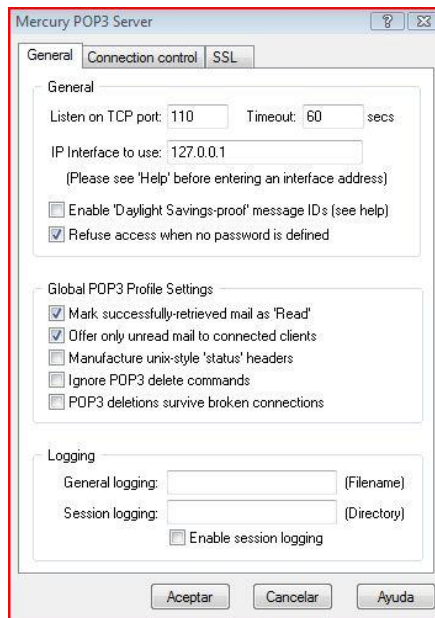 Mercury POP3 Server
General Connection control SSL
General
Listen on TCP port: 110 Timeout: 60 secs
IP Interface to use: 127.0.0.1
(Please see 'Help' before entering an interface address)
Enable 'Daylight Savings-proof' message IDs (see help)
Refuse access when no password is defined
Global POP3 Profile Settings
Mark successfully-retrieved mail as 'Read'
Offer only unread mail to connected clients
Manufacture unix-style 'status' headers
Ignore POP3 delete commands
POP3 deletions survive broken connections
Logging
General logging: (Filename)
Session logging: (Directory)
Enable session logging
Aceptar Cancelar Ayuda